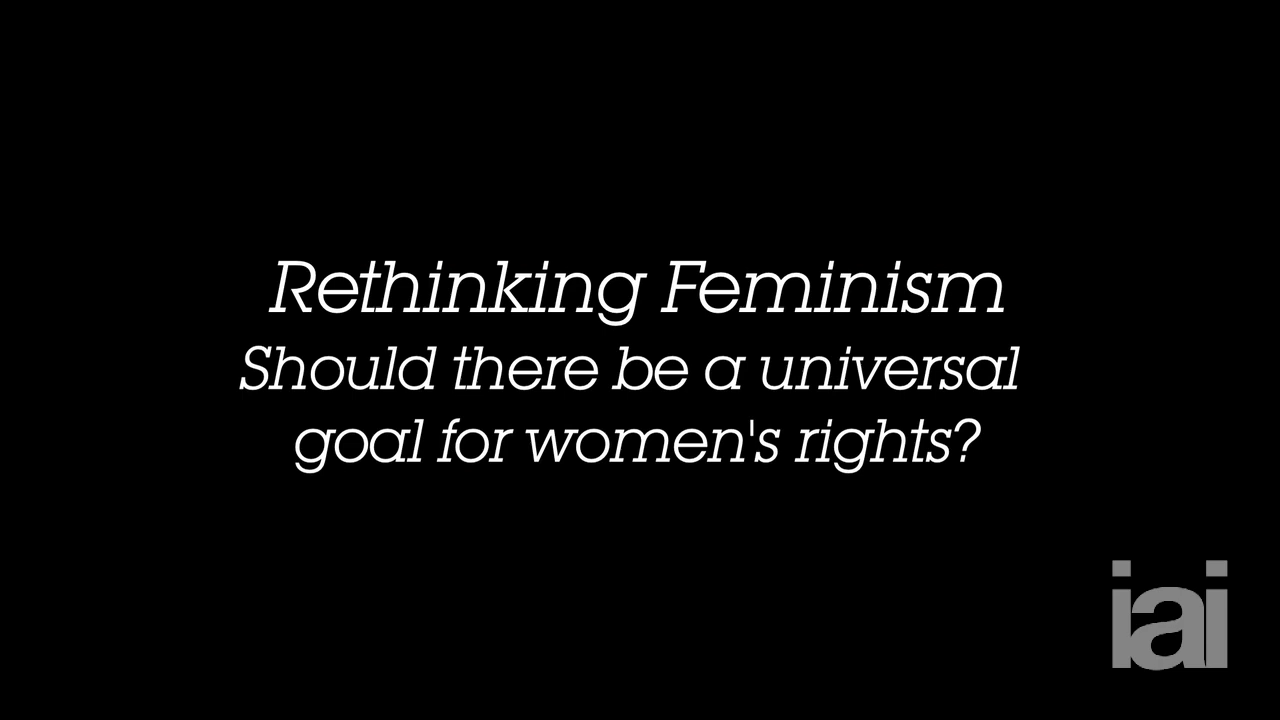 Rethinking Feminism
Should there be a universal
goal for women's rights?
iai